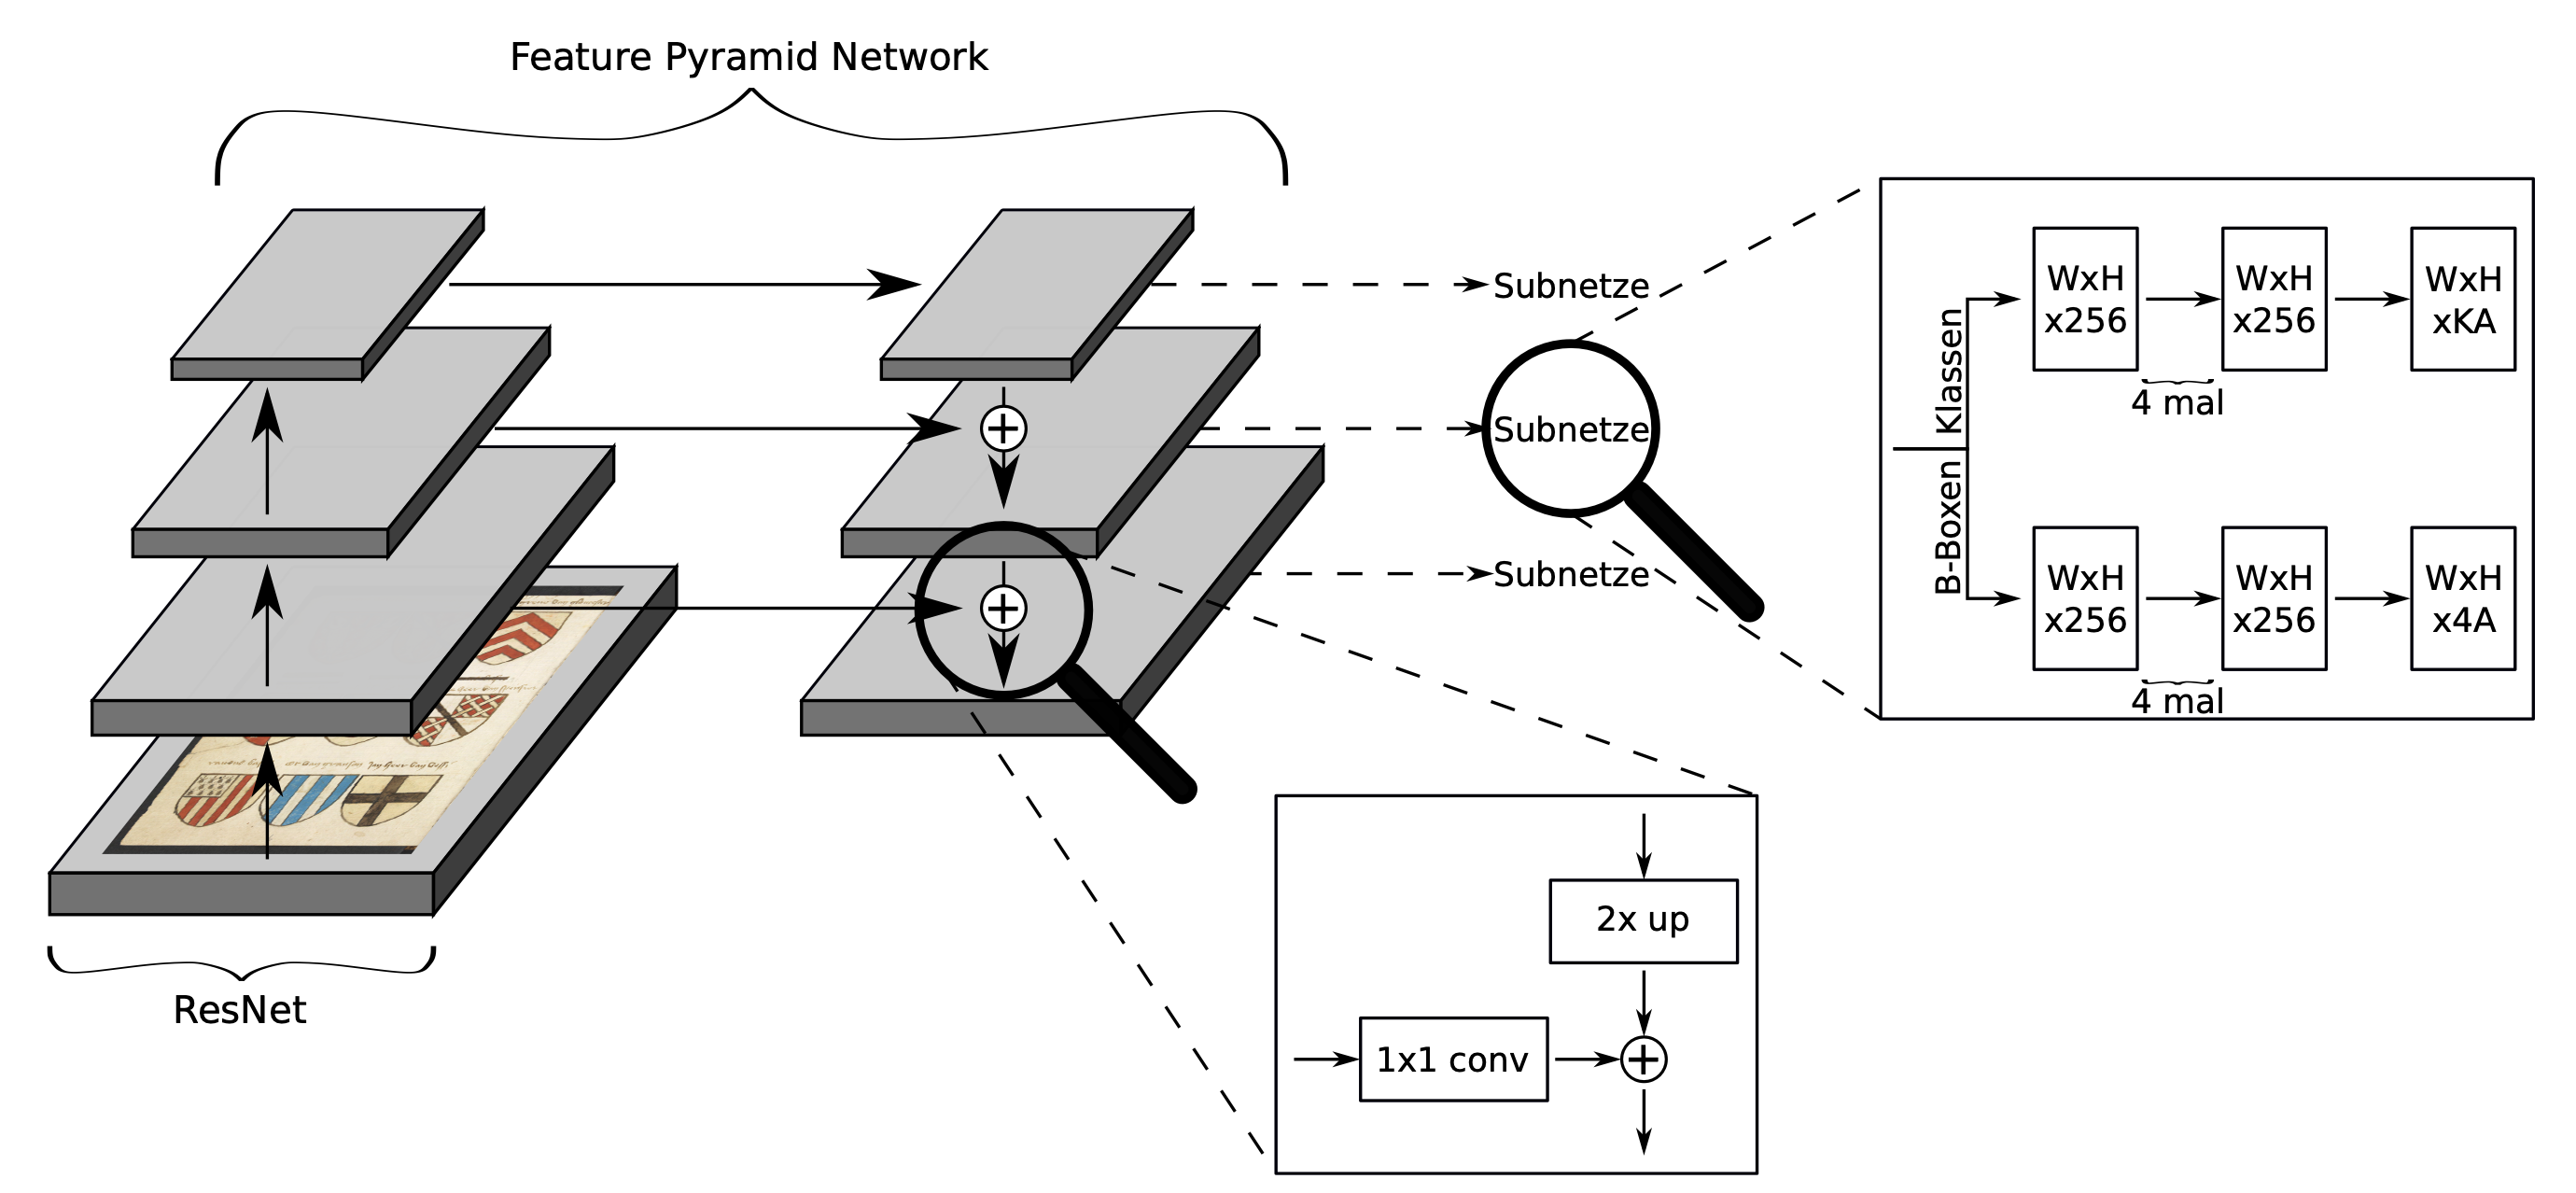 Feature Pyramid Network
Subnetze
Subnetze
Subnetze
ResNet
Klassen
WxH
x256
WxH
x256
WxH
xKA
4 mal
B-Boxen
WxH
x256
WxH
x256
WxH
x4A
4 mal
2x up
1x1 conv